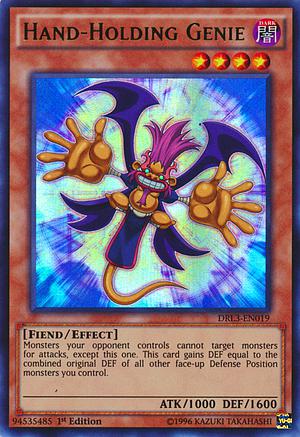 HAND-HOLDING GENIE
DARK
闇
DRL3-EN019
[FIEND/EFFECT]
Monsters your opponent controls cannot target monsters
for attacks, except this one. This card gains DEF equal to the
combined original DEF of all other face-up Defense Position
monsters you control.
ATK/1000 DEF/1600
94535485 1st Edition ©1996 KAZUKI TAKAHASHI